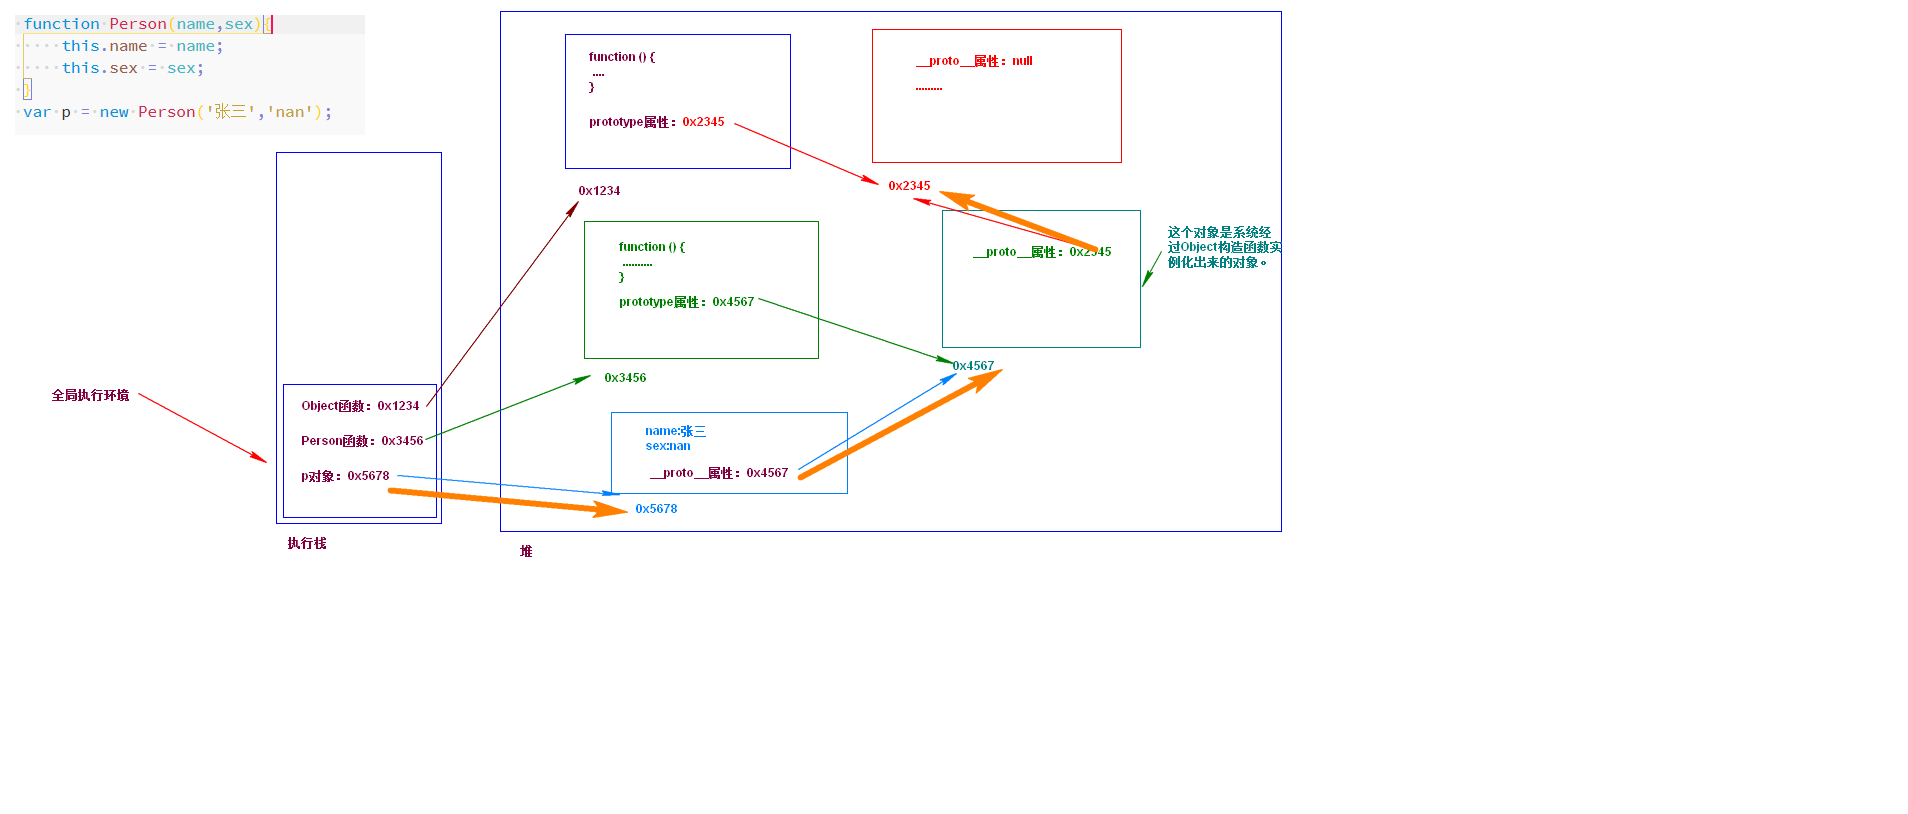 function Person(name,sex){
this.name = name;
this.sex = sex;
}
var p = new Person('张三','nan');
function () {
....
}
prototype属性：0x2345
0x1234
__proto__属性：null
.........
0x2345
function () {
..........
}
prototype属性：0x4567
0x3456
__proto__属性：0x2345
0x4567
这个对象是系统经
过Object构造函数实
例化出来的对象。
name:张三
sex:nan
__proto__属性：0x4567
0x5678
全局执行环境
Object函数：0x1234
Person函数：0x3456
p对象：0x5678
执行栈
堆